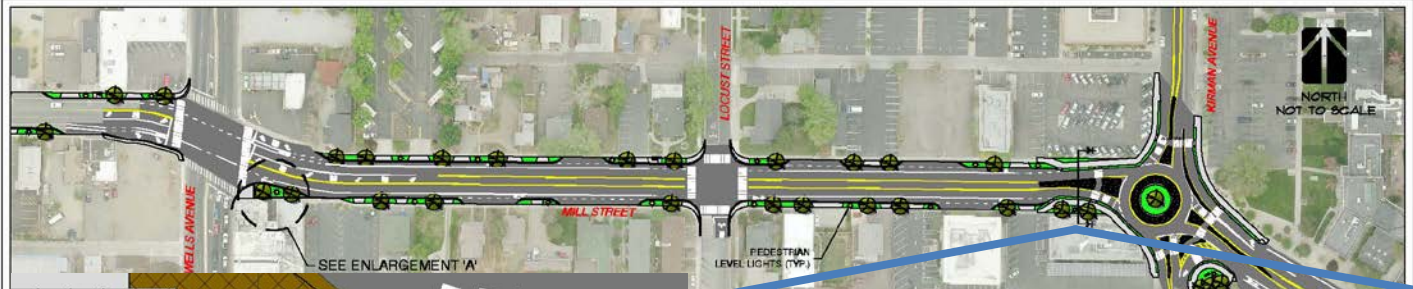 LOCUST STREET
KIRMAN AVENUE
NORTH
NOT TO SCALE
WELLS AVENUE
MILL STREET
SEE ENLARGEMENT 'A'
PEDESTRIAN
LEVEL LIGHTS (TYP.)
H
H